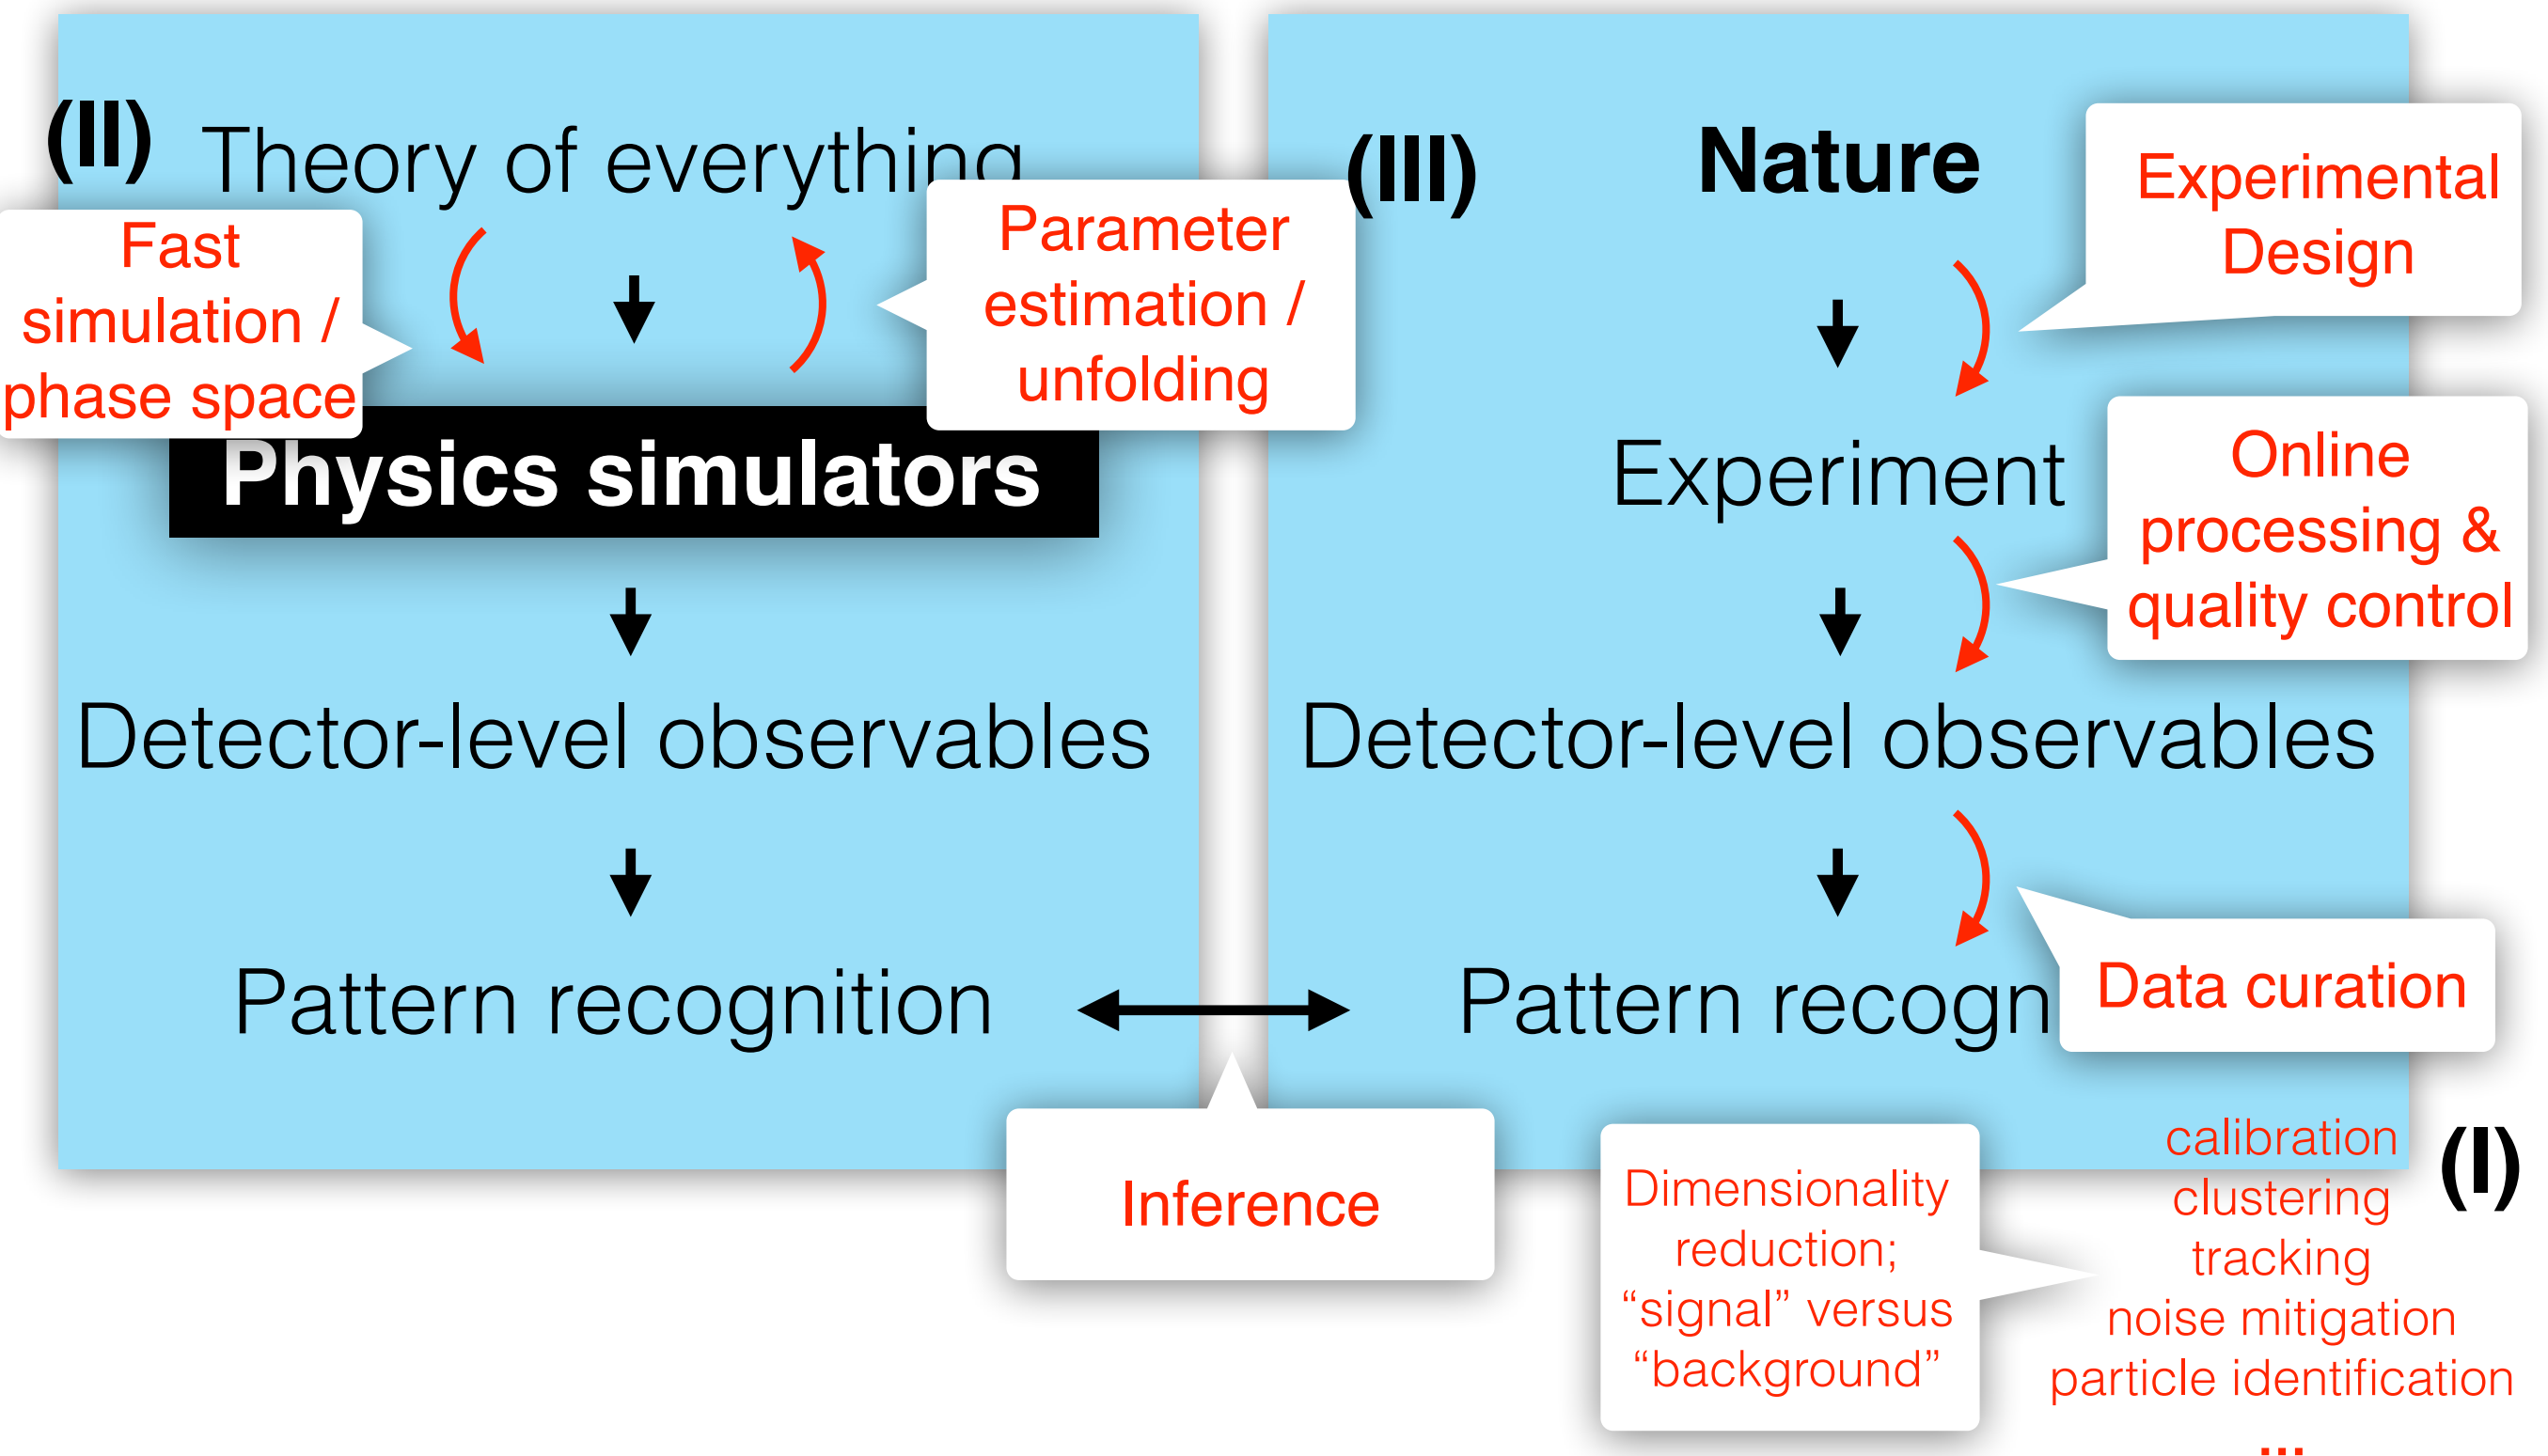 (II)
Theory of everything
Fast
simulation /
phase space
Parameter
estimation /
unfolding
Physics simulators
Detector-level observables
Pattern recognition
(III)
Nature
Experimental
Design
Experiment
Online
processing &
quality control
Detector-level observables
Pattern recogn
Data curation
Inference
Dimensionality
reduction;
“signal” versus
“background”
(I)
calibration
clustering
tracking
noise mitigation
particle identification
...